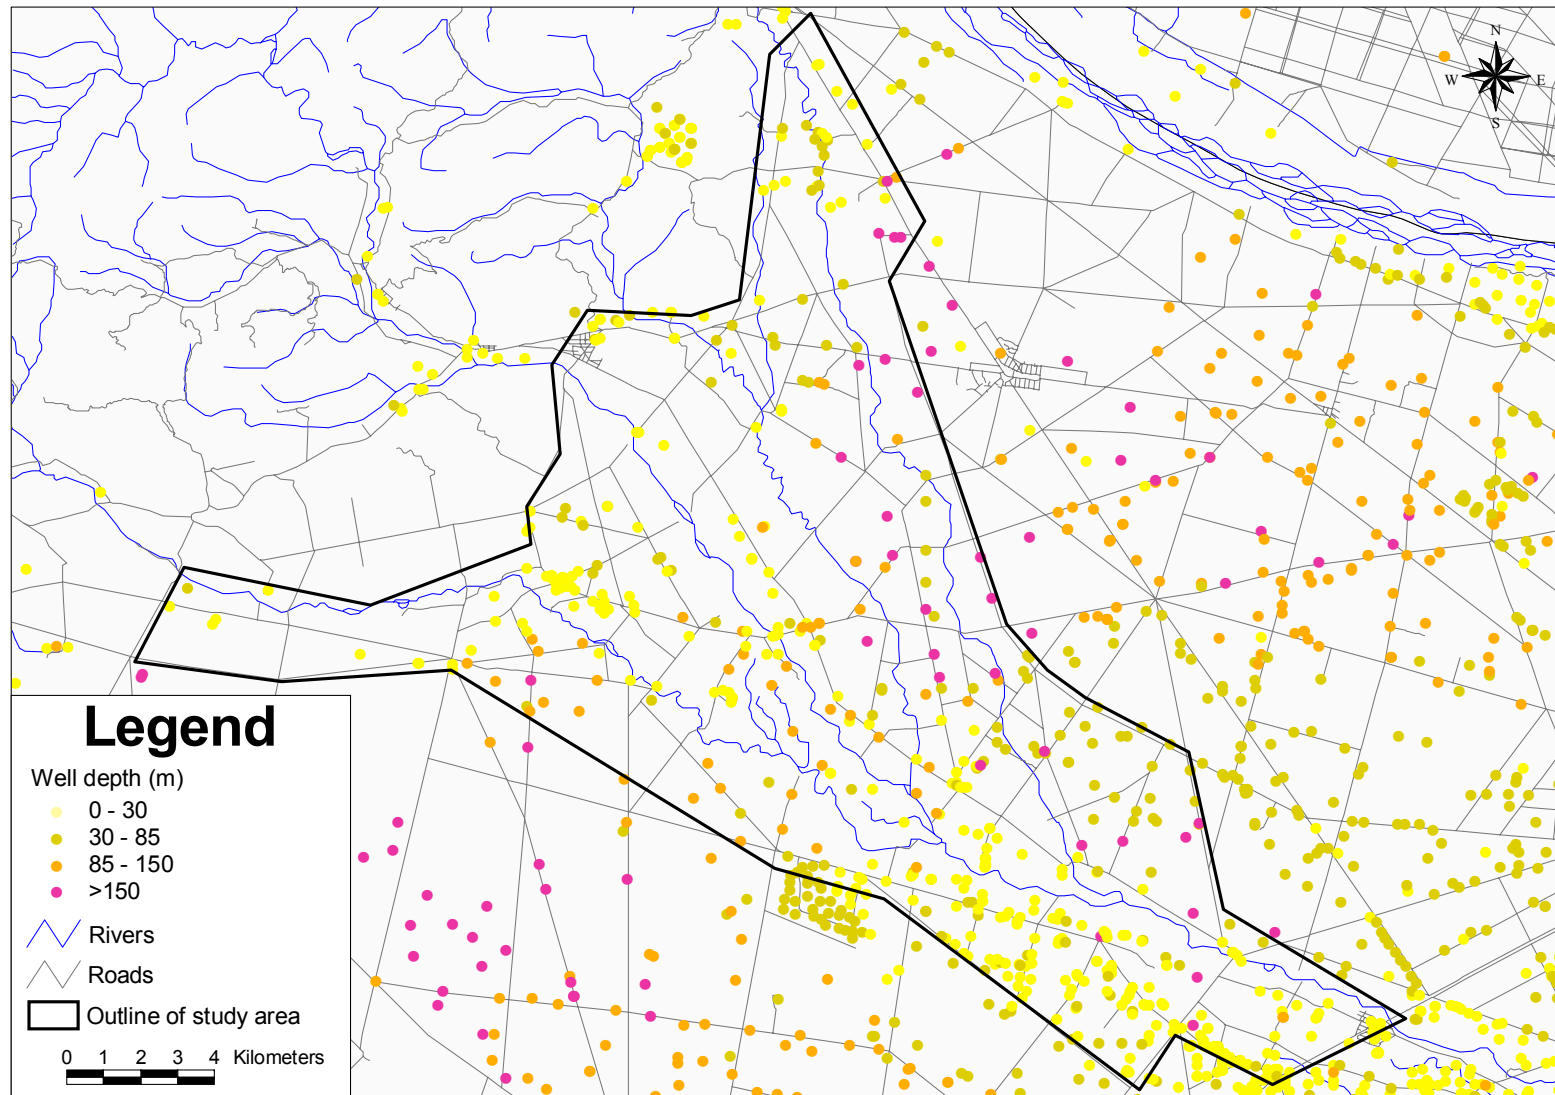 N
W E
S
Legend
Well depth (m)
0 - 30
30 - 85
85 - 150
>150
Rivers
Roads
Outline of study area
0 1 2 3 4 Kilometers